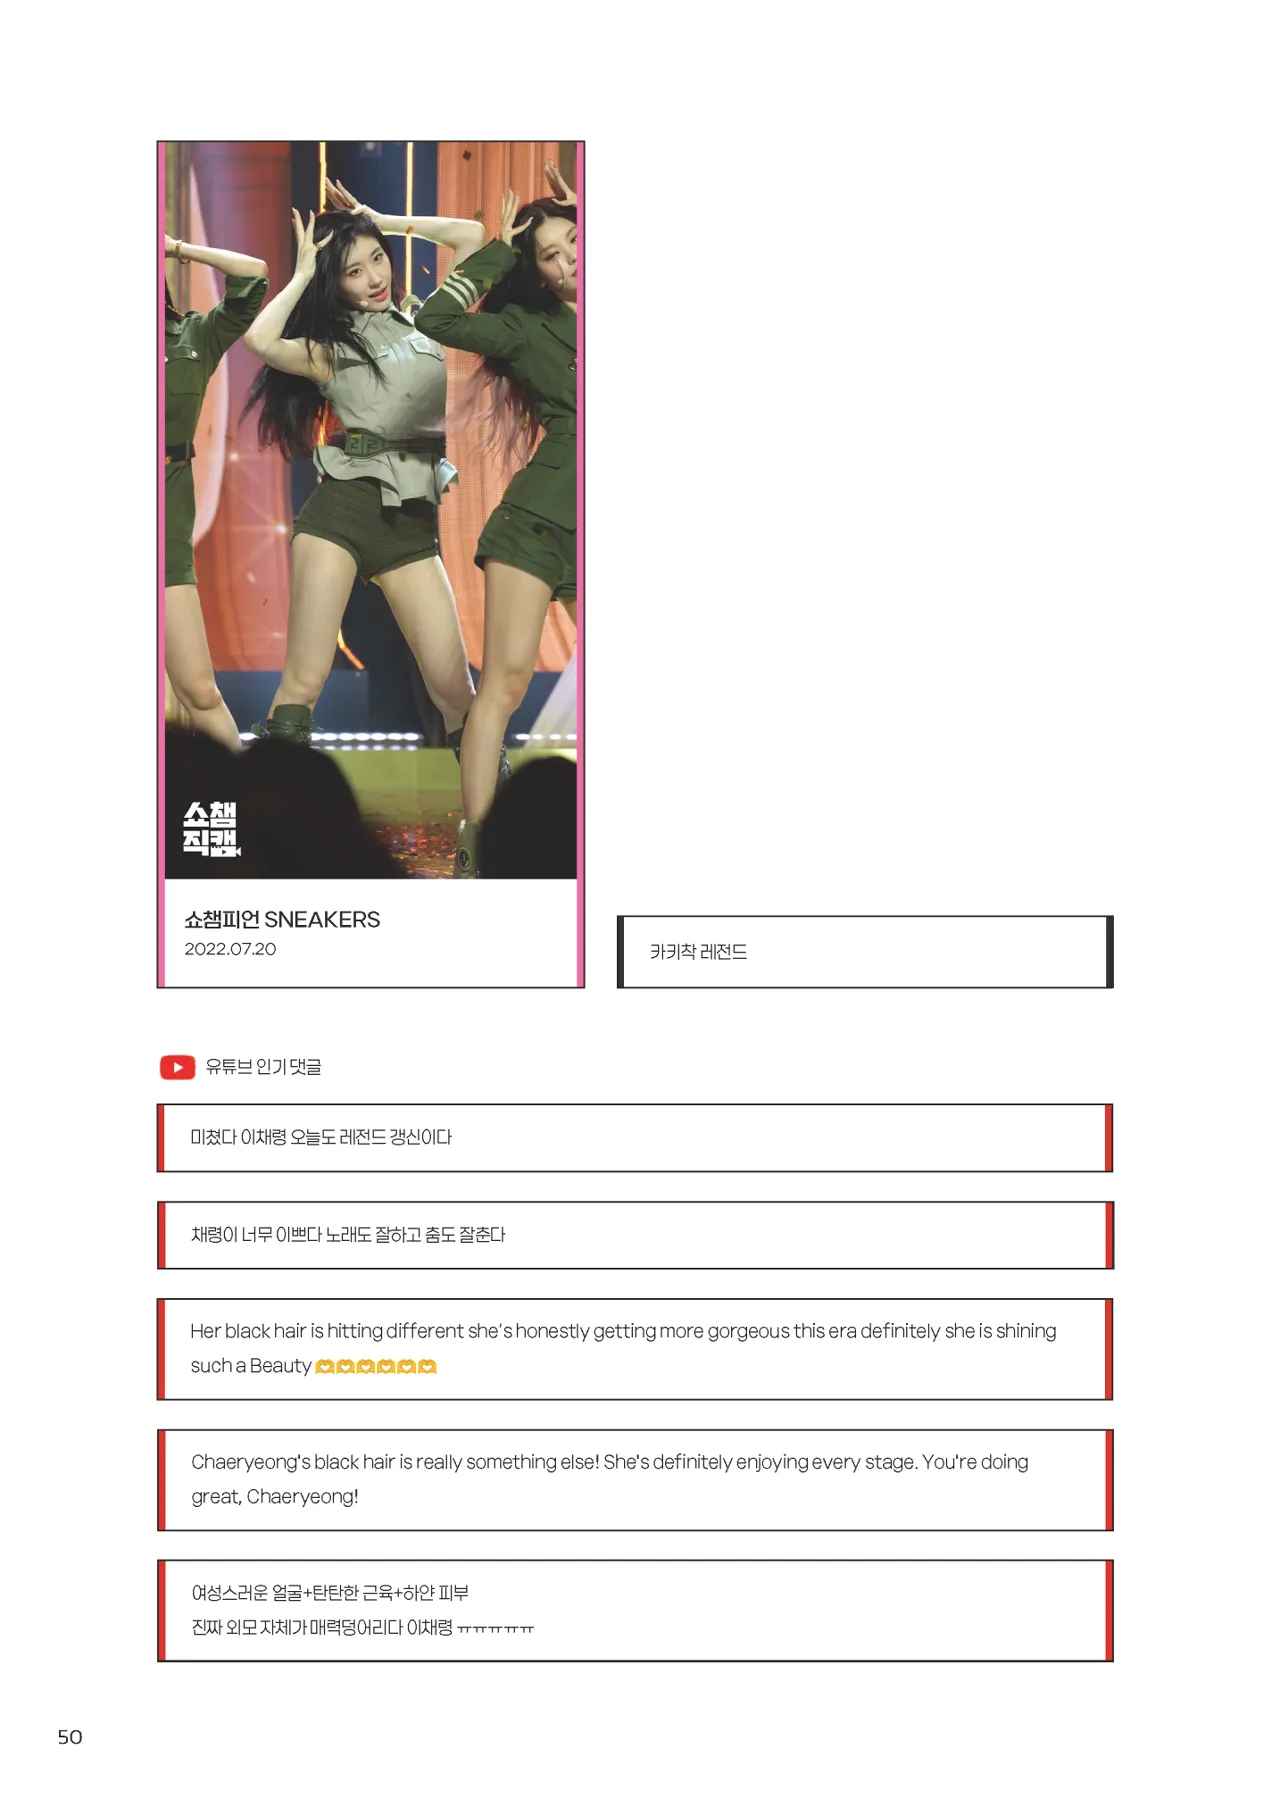 쇼챔
직캠
쇼챔피언 SNEAKERS
2022.07.20
카키착 레전드
유튜브 인기 댓글
미쳤다 이채령 오늘도 레전드 갱신이다
채령이 너무 이쁘다 노래도 잘하고 춤도 잘춘다
Her black hair is hitting different she's honestly getting more gorgeous this era definitely she is shining
such a Beauty 🫶🫶🫶🫶🫶🫶
Chaeryeong's black hair is really something else! She's definitely enjoying every stage. You're doing
great, Chaeryeong!
여성스러운 얼굴+탄탄한 근육+하얀 피부
진짜 외모 자체가 매력덩어리다 이채령 ㅠㅠㅠㅠㅠ
50